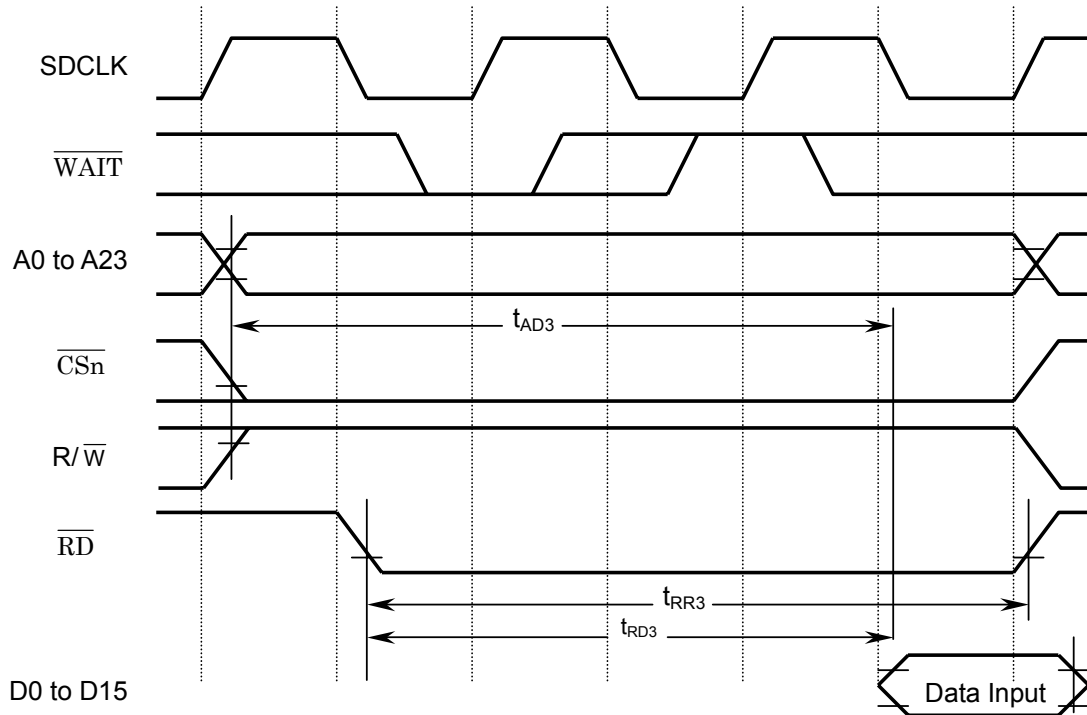 SDCLK
WAIT
A0 to A23
tAD3
CSn
R/ W
RD
tRR3
tRD3
D0 to D15
Data Input